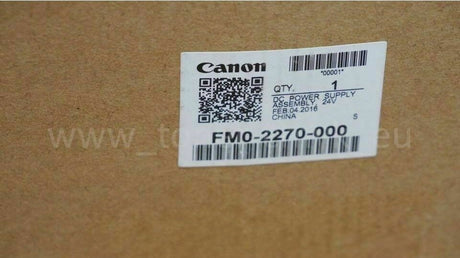 Canon
*00001*
QTY. 1
DC POWER SUPPLY
ASSEMBLY, 24V
FEB.04.2016
CHINA S
FM0-2270-000